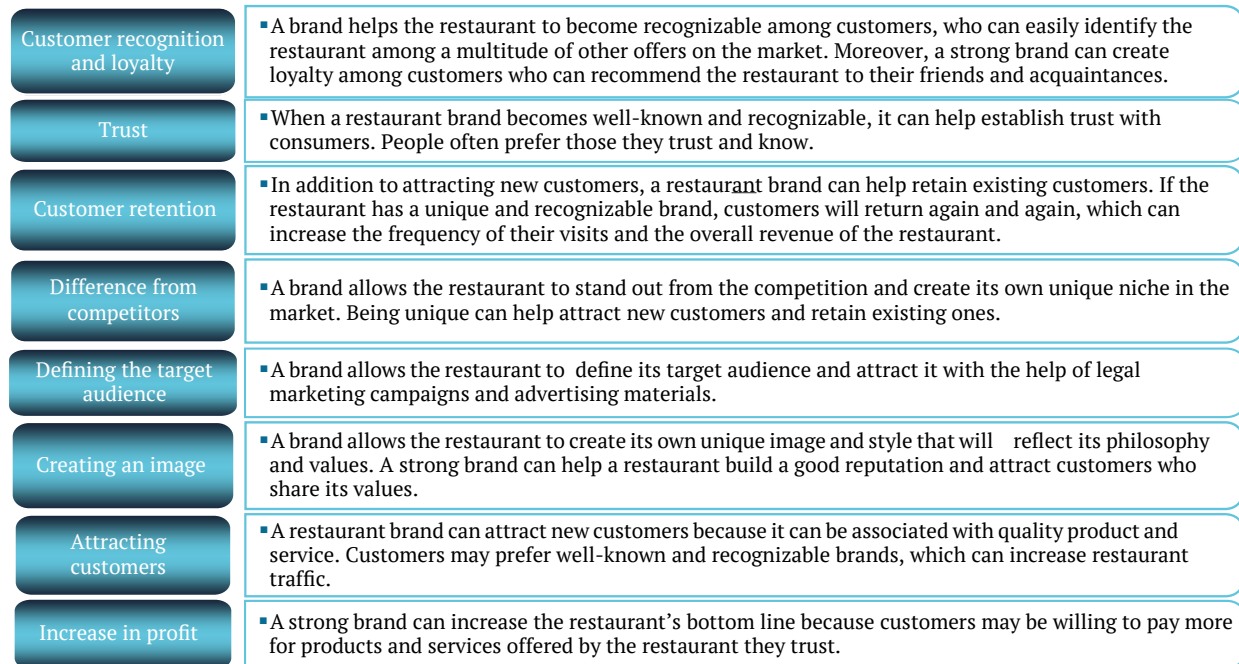 Customer recognition
and loyalty
▪A brand helps the restaurant to become recognizable among customers, who can easily identify the
restaurant among a multitude of other offers on the market. Moreover, a strong brand can create
loyalty among customers who can recommend the restaurant to their friends and acquaintances.
Trust
▪When a restaurant brand becomes well-known and recognizable, it can help establish trust with
consumers. People often prefer those they trust and know.
Customer retention
▪In addition to attracting new customers, a restaurant brand can help retain existing customers. If the
restaurant has a unique and recognizable brand, customers will return again and again, which can
increase the frequency of their visits and the overall revenue of the restaurant.
Difference from
competitors
▪A brand allows the restaurant to stand out from the competition and create its own unique niche in the
market. Being unique can help attract new customers and retain existing ones.
Defining the target
audience
▪A brand allows the restaurant to define its target audience and attract it with the help of legal
marketing campaigns and advertising materials.
Creating an image
▪A brand allows the restaurant to create its own unique image and style that will reflect its philosophy
and values. A strong brand can help a restaurant build a good reputation and attract customers who
share its values.
Attracting
customers
▪A restaurant brand can attract new customers because it can be associated with quality product and
service. Customers may prefer well-known and recognizable brands, which can increase restaurant
traffic.
Increase in profit
▪A strong brand can increase the restaurant's bottom line because customers may be willing to pay more
for products and services offered by the restaurant they trust.